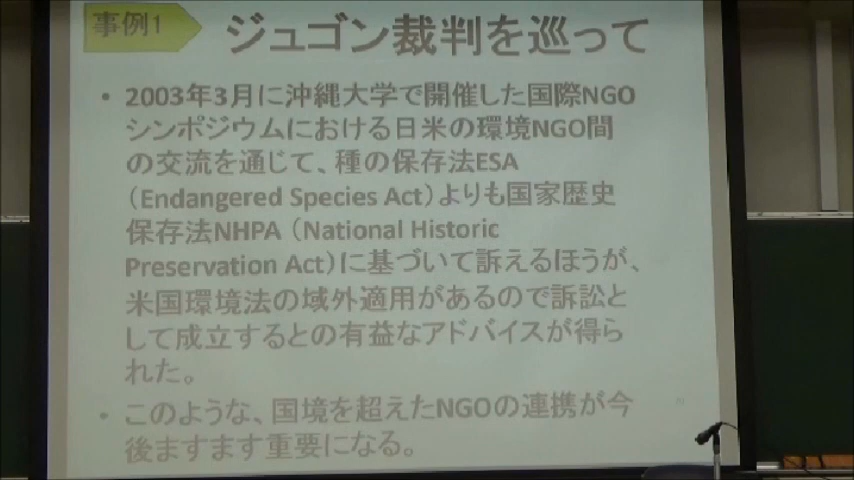 事例1
ジュゴン裁判を巡って
• 2003年3月に沖縄大学で開催した国際NGO
シンポジウムにおける日米の環境NGO間
の交流を通じて、種の保存法ESA
（Endangered Species Act）よりも国家歴史
保存法NHPA（National Historic
Preservation Act）に基づいて訴えるほうが、
米国環境法の域外適用があるので訴訟と
して成立するとの有益なアドバイスが得ら
れた。
• このような、国境を超えたNGOの連携が今
後ますます重要になる。